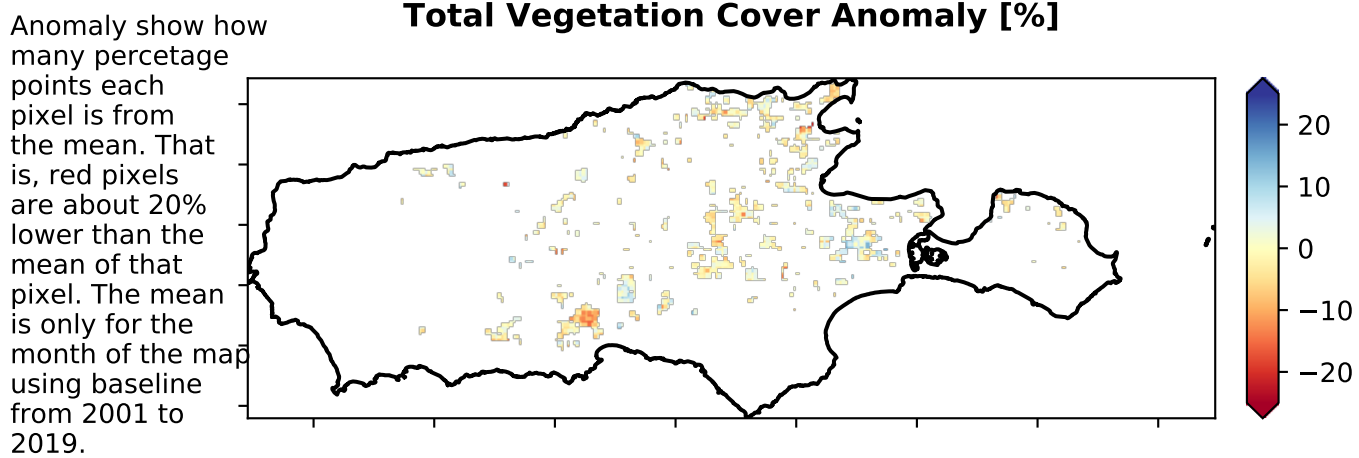 Total Vegetation Cover Anomaly [%]
Anomaly show how
many percetage
points each
pixel is from
the mean. That
is, red pixels
are about 20%
lower than the
mean of that
pixel. The mean
is only for the
month of the map
using baseline
from 2001 to
2019.
20
10
0
−10
−20